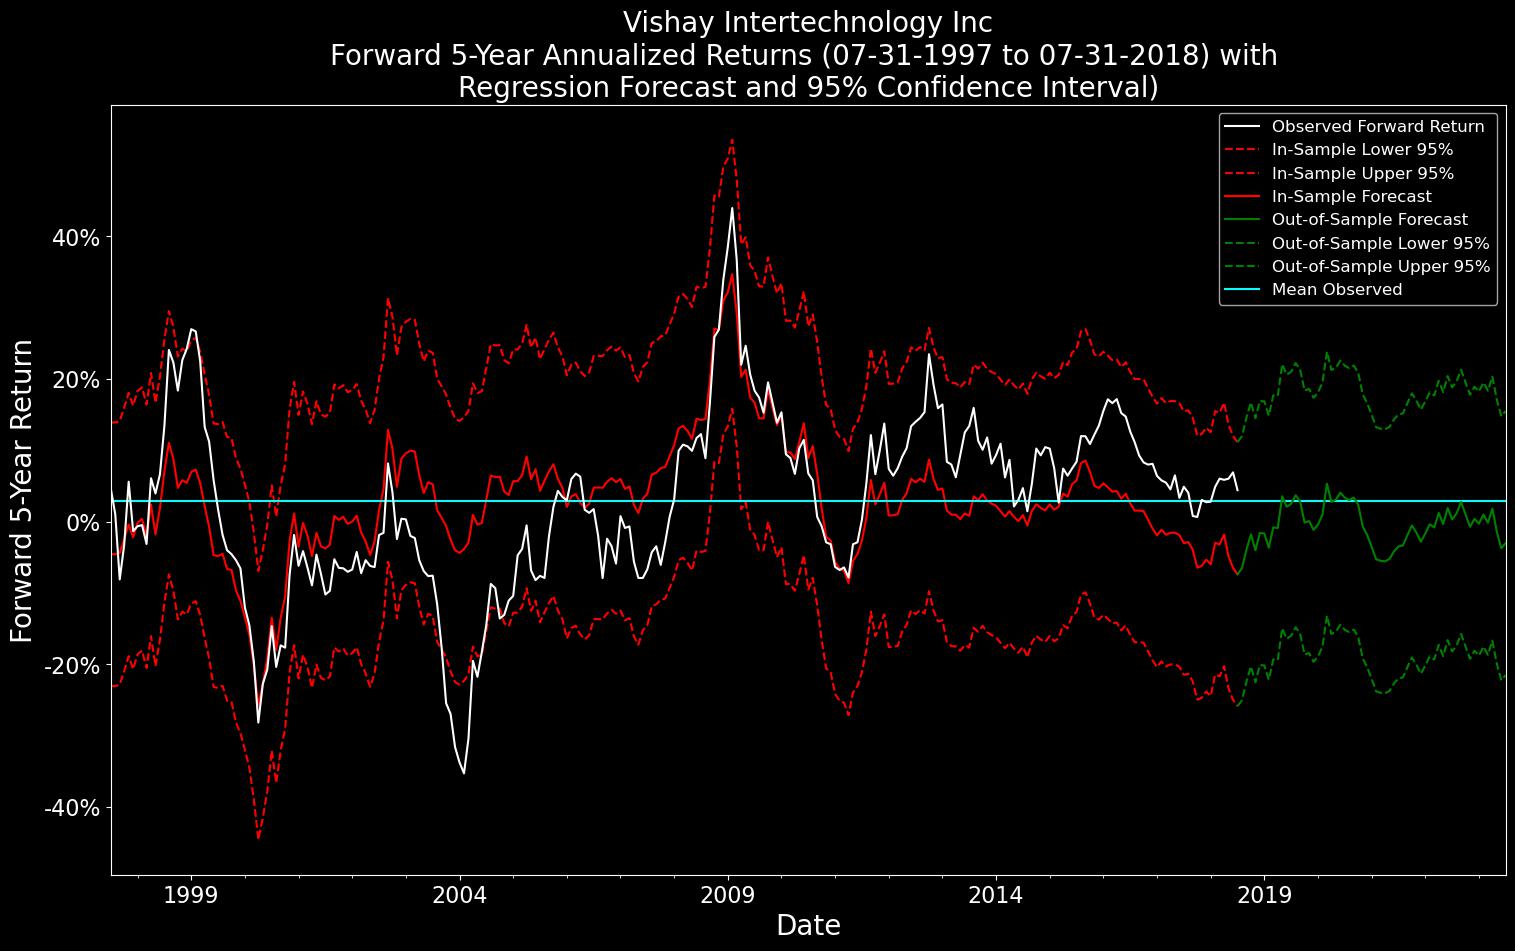 Vishay Intertechnology Inc
Forward 5-Year Annualized Returns (07-31-1997 to 07-31-2018) with
Regression Forecast and 95% Confidence Interval)
Observed Forward Return
In-Sample Lower 95%
In-Sample Upper 95%
In-Sample Forecast
Out-of-Sample Forecast
Out-of-Sample Lower 95%
Out-of-Sample Upper 95%
Mean Observed
Forward 5-Year Return
40%
20%
0%
-20%
-40%
1999
2004
2009
2014
2019
Date